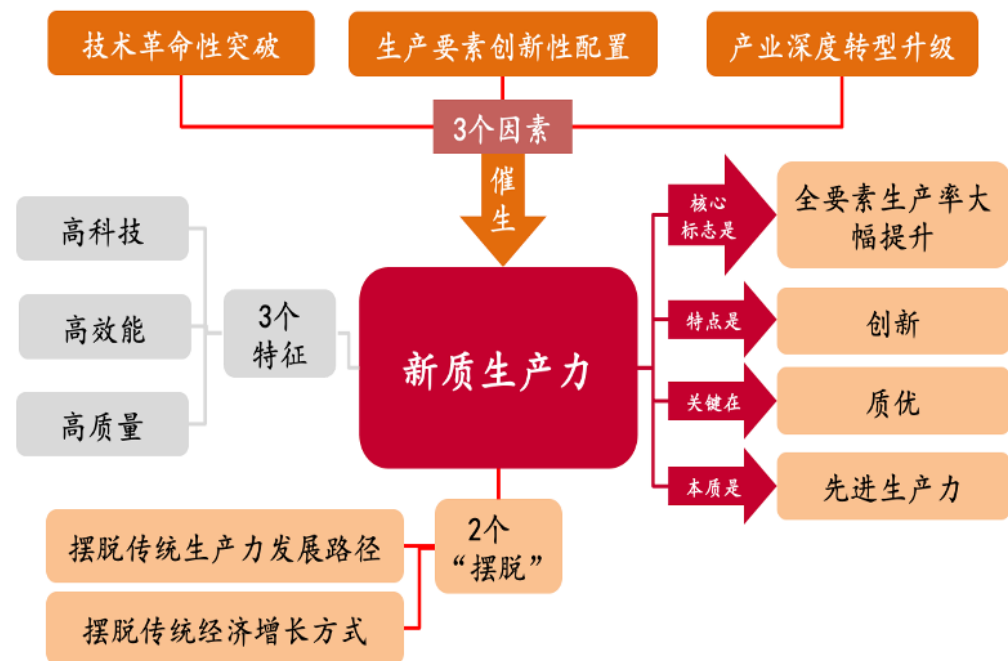 技术革命性突破
生产要素创新性配置
产业深度转型升级
3个因素
催
生
高科技
高效能
高质量
3个
特征
新质生产力
核心
标志是
全要素生产率大
幅提升
特点是
创新
关键在
质优
本质是
先进生产力
2个
“摆脱”
摆脱传统生产力发展路径
摆脱传统经济增长方式